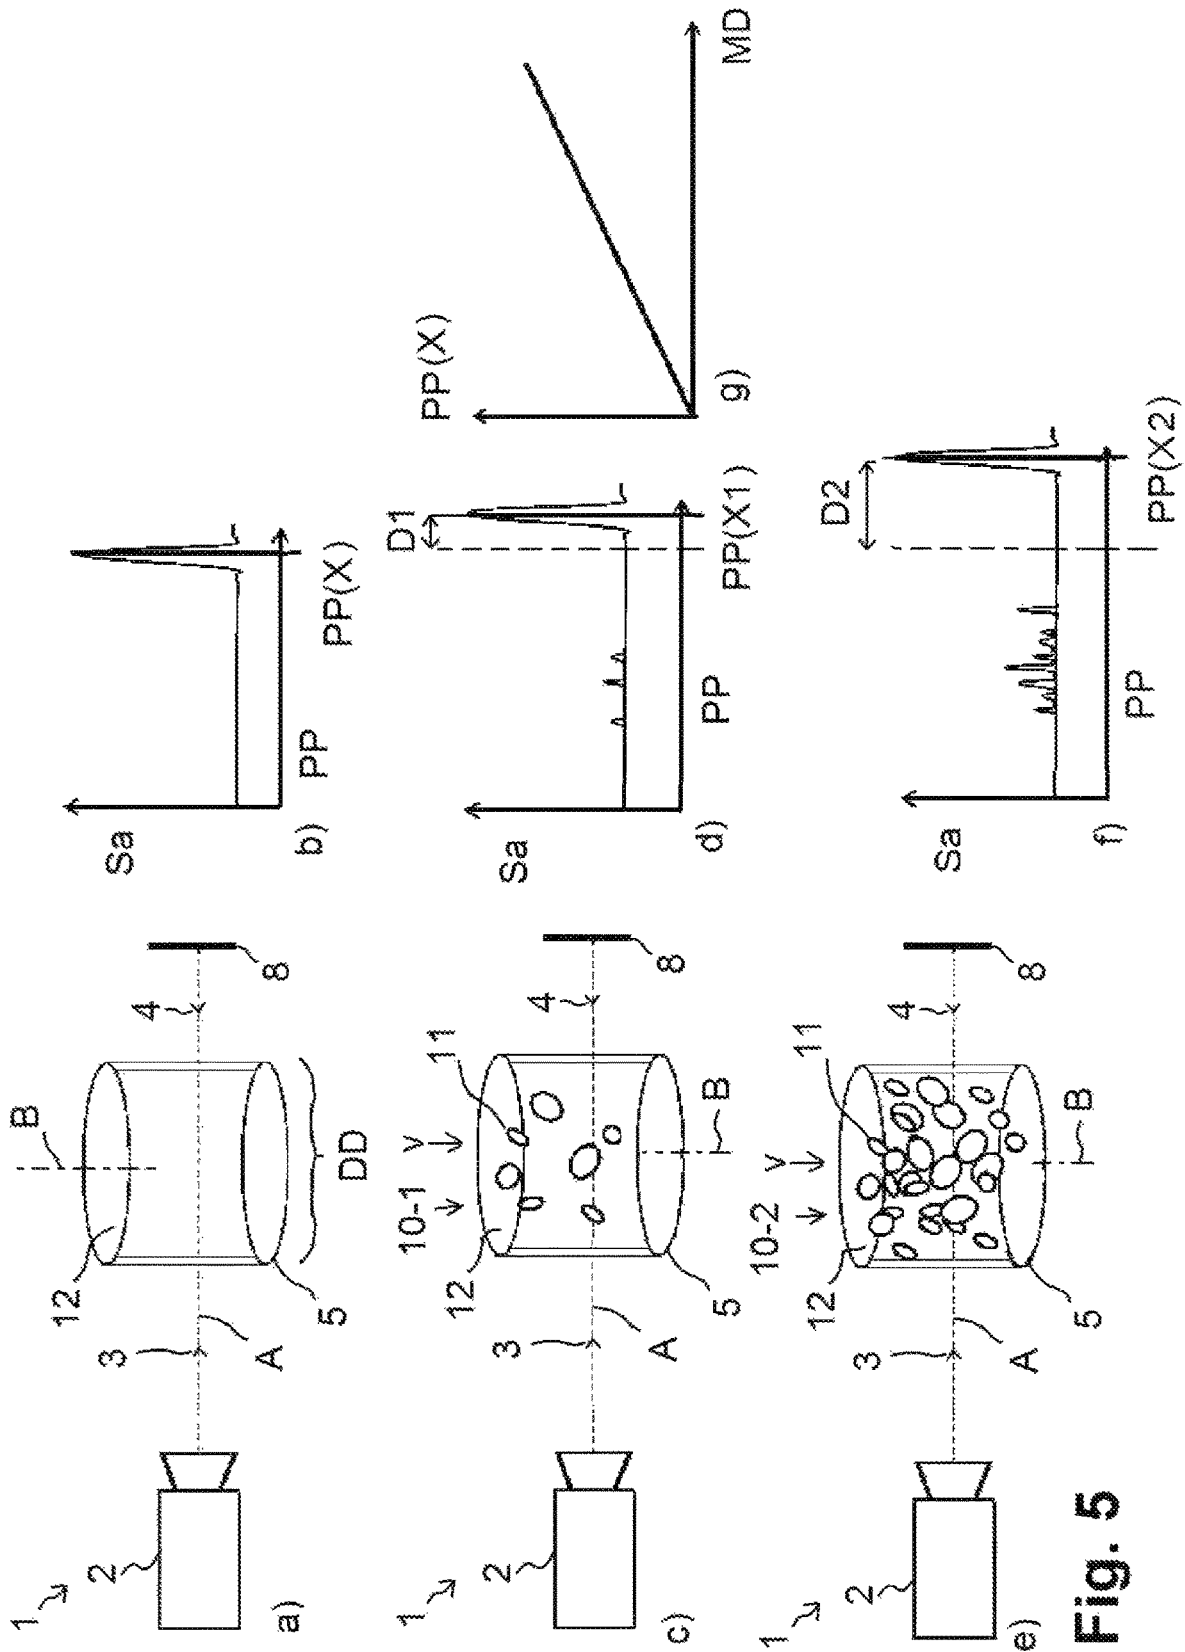 1
2
3
A
12
B
5
DD
4
8
a)
Sa
PP
PP(X)
b)
1
2
3
A
12
10-1
v
11
B
5
4
8
c)
Sa
D1
PP
PP(X1)
d)
PP(X)
MD
g)
1
2
3
A
12
10-2
v
11
B
5
4
8
e)
Sa
D2
PP
PP(X2)
f)
Fig. 5